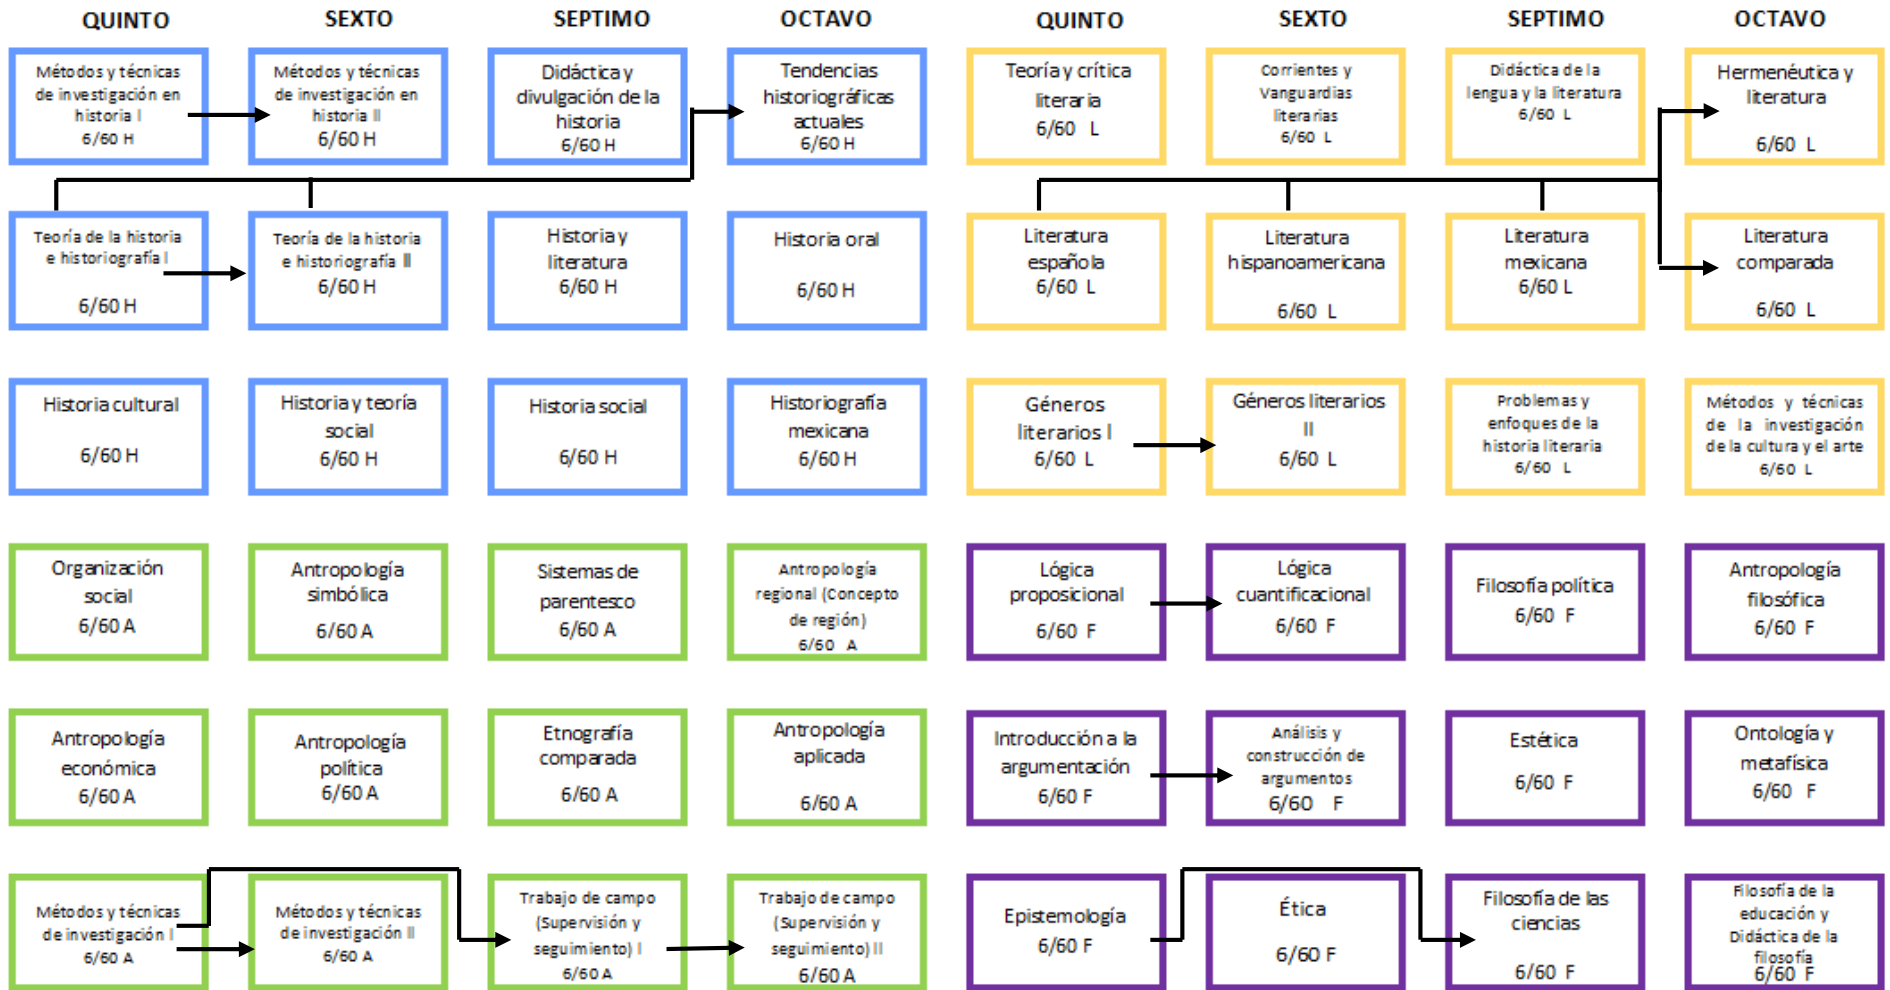 QUINTO
SEXTO
SEPTIMO
OCTAVO
QUINTO
SEXTO
SEPTIMO
OCTAVO
Métodos y técnicas
de investigación en
historia I
6/60 H
Métodos y técnicas
de investigación en
historia II
6/60 H
Didáctica y
divulgación de la
historia
6/60 H
Tendencias
historiográficas
actuales
6/60 H
Teoría y crítica
literaria
6/60 L
Corrientes y
Vanguardias
literarias
6/60 L
Didáctica de la
lengua y la literatura
6/60 L
Hermenéutica y
literatura
6/60 L
Teoría de la historia
e historiografía I
6/60 H
Teoría de la historia
e historiografía II
6/60 H
Historia y
literatura
6/60 H
Historia oral
6/60 H
Literatura
española
6/60 L
Literatura
hispanoamericana
6/60 L
Literatura
mexicana
6/60 L
Literatura
comparada
6/60 L
Historia cultural
6/60 H
Historia y teoría
social
6/60 H
Historia social
6/60 H
Historiografía
mexicana
6/60 H
Géneros
literarios I
6/60 L
Géneros literarios
II
6/60 L
Problemas y
enfoques de la
historia literaria
6/60 L
Métodos y técnicas
de la investigación
de la cultura y el arte
6/60 L
Organización
social
6/60 A
Antropología
simbólica
6/60 A
Sistemas de
parentesco
6/60 A
Antropología
regional (Concepto
de región)
6/60 A
Lógica
proposicional
6/60 F
Lógica
cuantificacional
6/60 F
Filosofía política
6/60 F
Antropología
filosófica
6/60 F
Antropología
económica
6/60 A
Antropología
política
6/60 A
Etnografía
comparada
6/60 A
Antropología
aplicada
6/60 A
Introducción a la
argumentación
6/60 F
Análisis y
construcción de
argumentos
6/60 F
Estética
6/60 F
Ontología y
metafísica
6/60 F
Métodos y técnicas
de investigación I
6/60 A
Métodos y técnicas
de investigación II
6/60 A
Trabajo de campo
(Supervisión y
seguimiento) I
6/60 A
Trabajo de campo
(Supervisión y
seguimiento) II
6/60 A
Epistemología
6/60 F
Ética
6/60 F
Filosofía de las
ciencias
6/60 F
Filosofía de la
educación y
Didáctica de la
filosofía
6/60 F